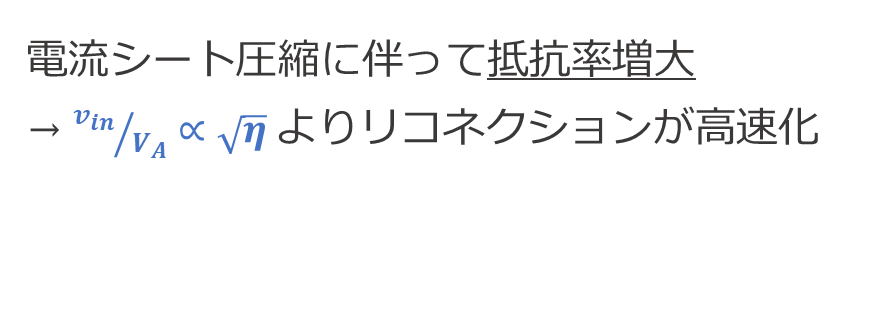 電流シート圧縮に伴って抵抗率増大
→ v_in/V_A ∝ √η よりリコネクションが高速化